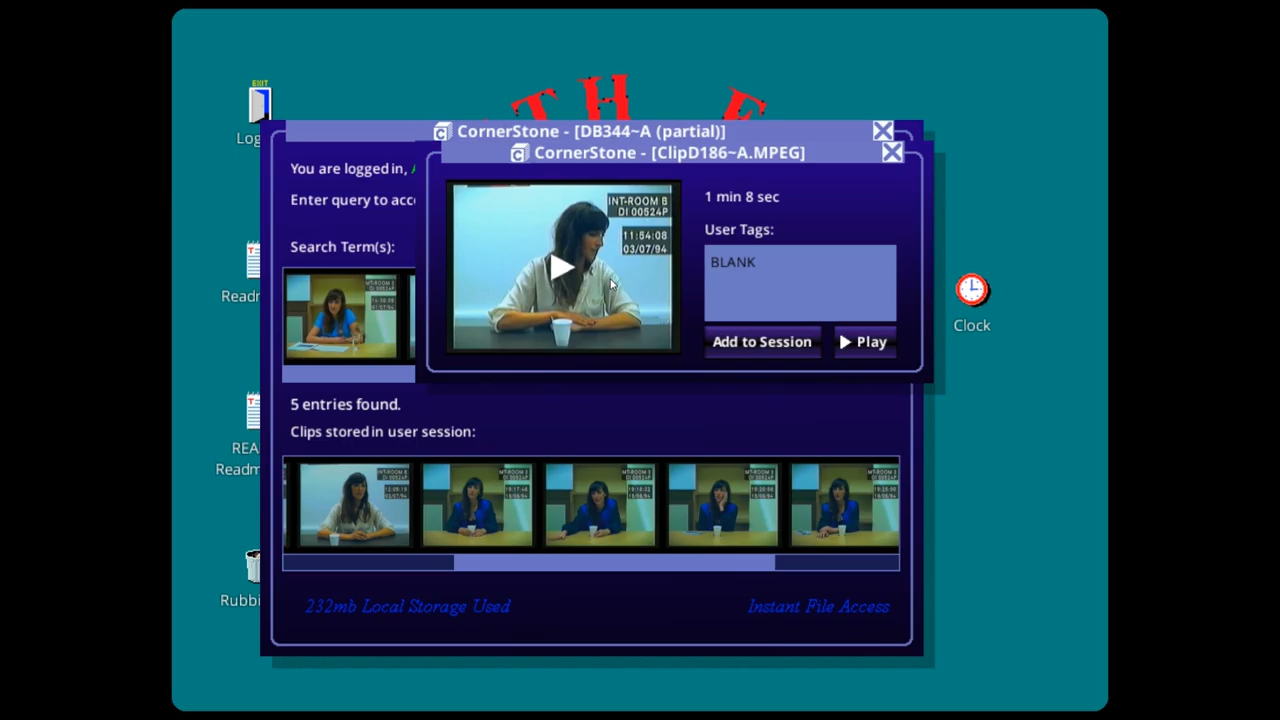 EXIT
T H E
Log
CornerStone - [DB344~A (partial)]
CornerStone - [ClipD186~A.MPEG]
You are logged in,
Enter query to acc
Search Term(s):
INT-ROOM B
DI 00524P
11:54:08
03/07/94
1 min 8 sec
User Tags:
BLANK
Add to Session
Play
Readr
Clock
5 entries found.
Clips stored in user session:
REA
Readm
Rubbi
232mb Local Storage Used
Instant File Access